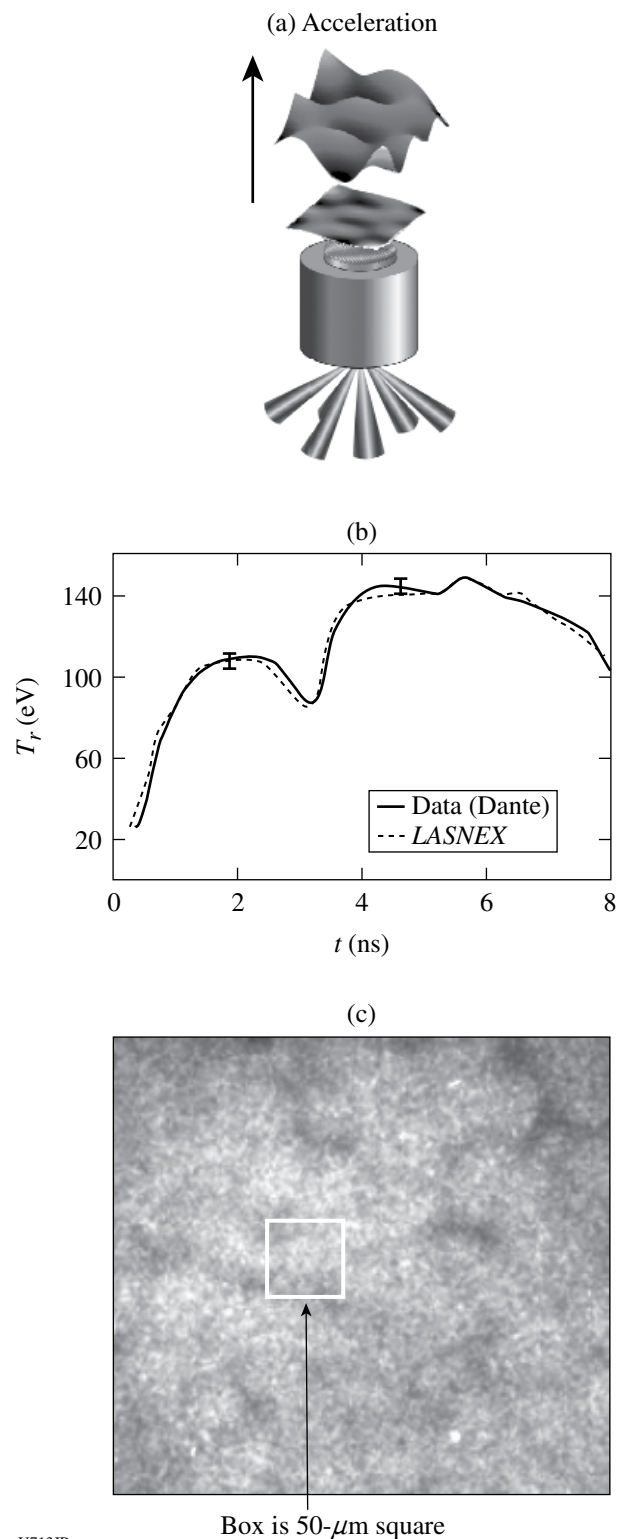 (a) Acceleration
(b)
140
100
60
20
T_r (eV)
Data (Dante)
LASNEX
0 2 4 6 8
t (ns)
(c)
Box is 50-μm square